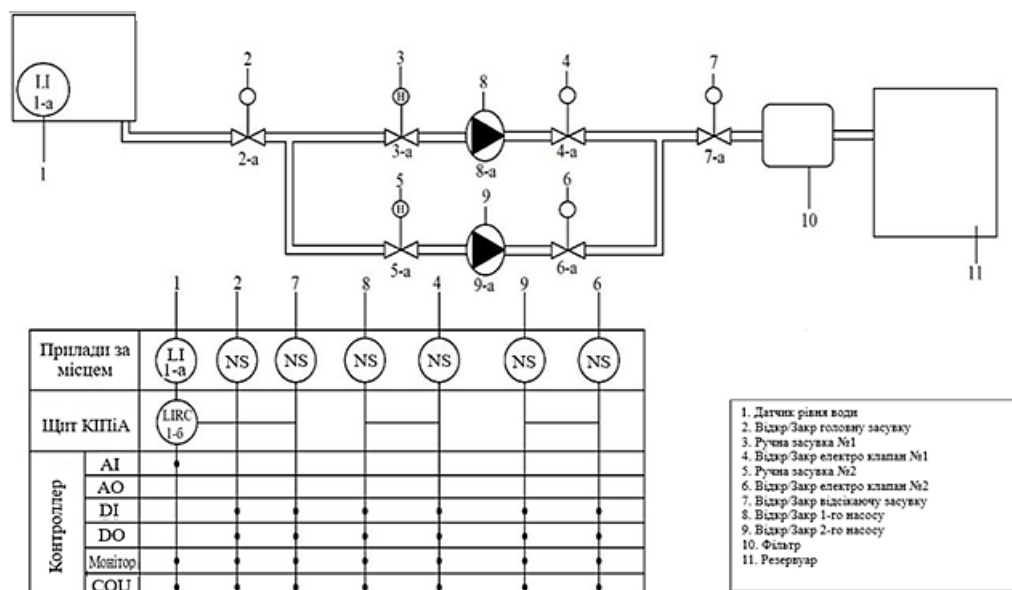 2
3
4
7
8
LI
1-а
H
2-а
3-а
8-а
4-а
7-а
1
5
9
6
10
H
5-а
9-а
6-а
11
1
2
7
8
4
9
6
Прилади за
місцем
LI
1-а
NS
NS
NS
NS
NS
NS
Щит КІПіА
LIRC
1-б
Контроллер
AI
AO
DI
DO
Монітор
COU
1. Датчик рівня води
2. Відкр/Закр головну засувку
3. Ручна засувка №1
4. Відкр/Закр електро клапан №1
5. Ручна засувка №2
6. Відкр/Закр електро клапан №2
7. Відкр/Закр відсікаючу засувку
8. Відкр/Закр 1-го насосу
9. Відкр/Закр 2-го насосу
10. Фільтр
11. Резервуар